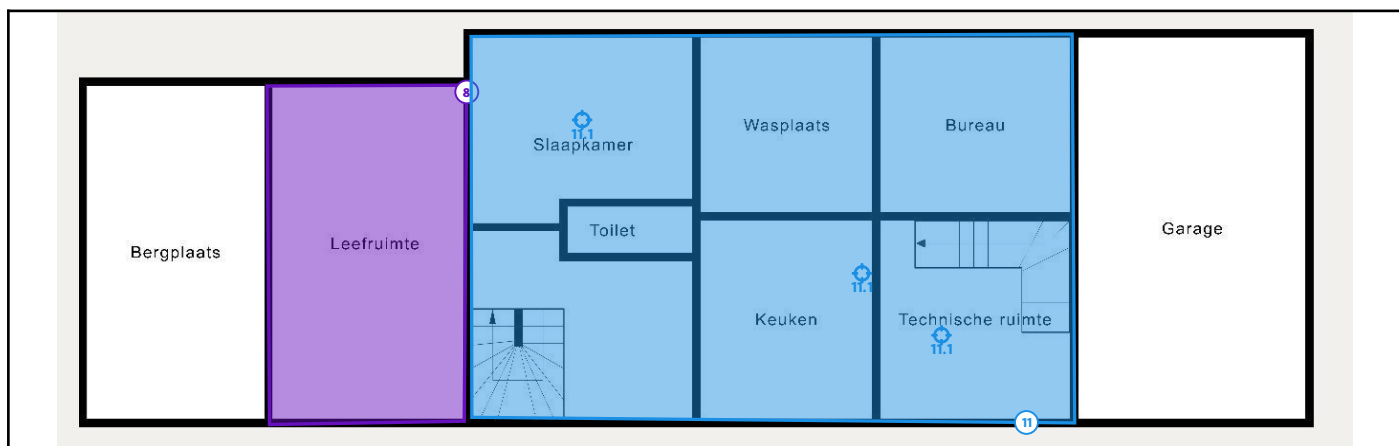 8
11.1
Slaapkamer
Wasplaats
Bureau
Toilet
Bergplaats
Leefruimte
Garage
11.1
Keuken
Technische ruimte
11.1
11